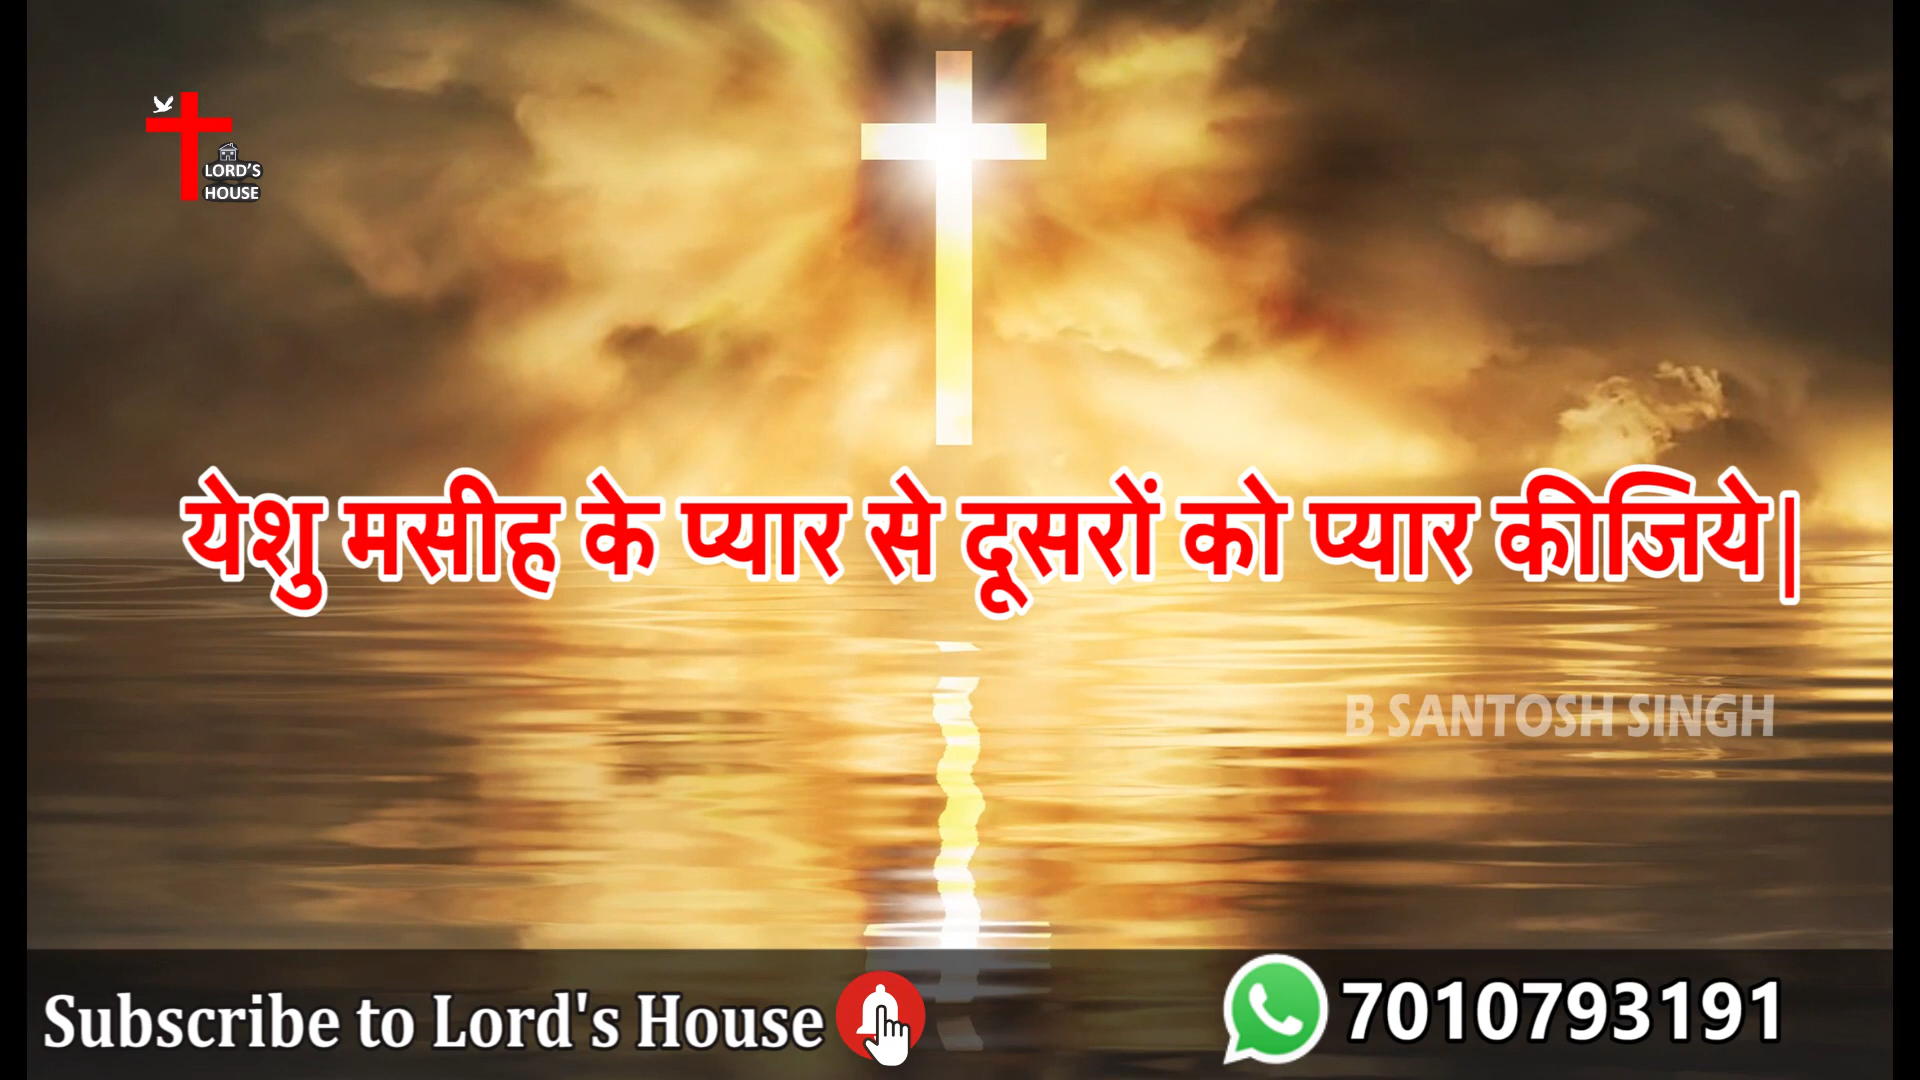 LORD'S
HOUSE
येशु मसीह के प्यार से दूसरों को प्यार कीजिये|
B SANTOSH SINGH
Subscribe to Lord's House
7010793191